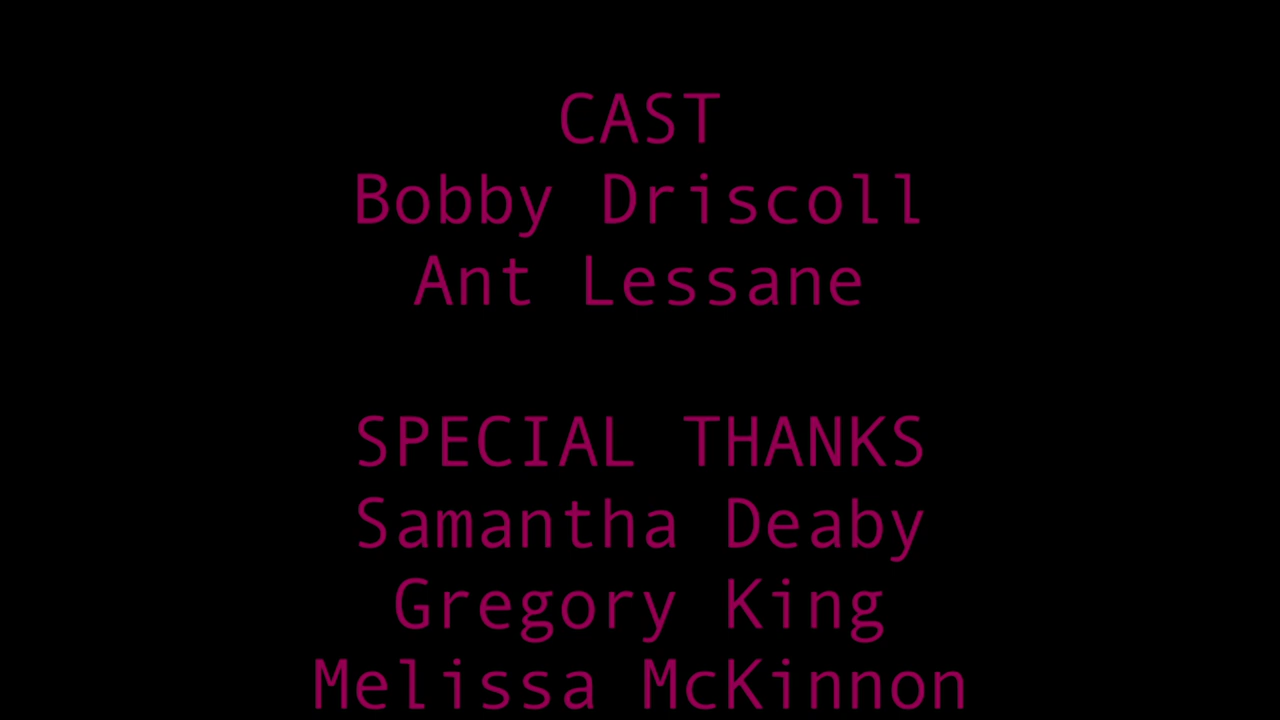 CAST
Bobby Driscoll
Ant Lessane
SPECIAL THANKS
Samantha Deaby
Gregory King
Melissa McKinnon